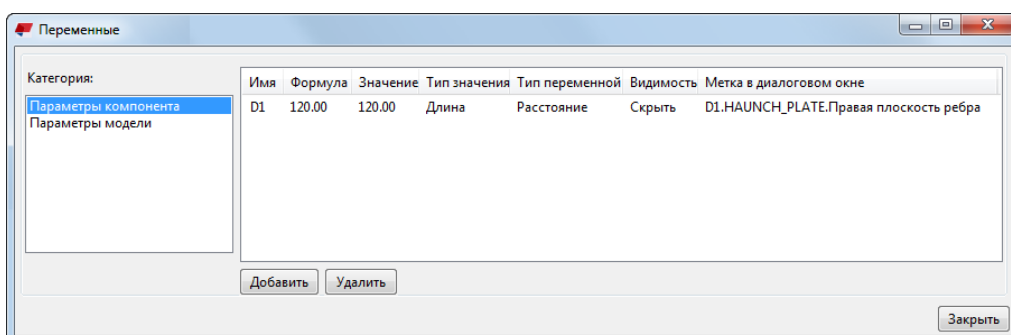 Переменные
Категория:
Параметры компонента
Параметры модели
Имя Формула Значение Тип значения Тип переменной Видимость Метка в диалоговом окне
D1 120.00 120.00 Длина Расстояние Скрыть D1.HAUNCH_PLATE.Правая плоскость ребра
Добавить Удалить
Закрыть